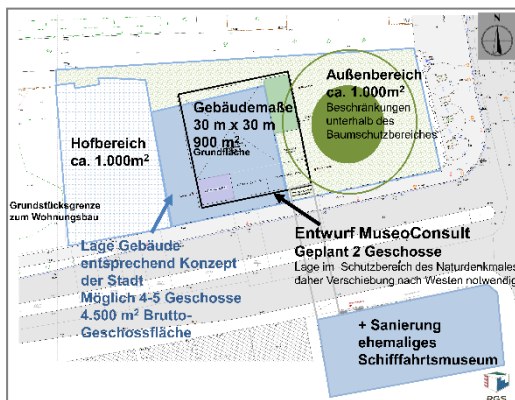 N
Außenbereich
ca. 1.000m²
Beschränkungen
unterhalb des
Baumschutzbereiches
Gebäudemaße
30 m x 30 m
900 m²
Grundfläche
Hofbereich
ca. 1.000m²
Grundstücksgrenze
zum Wohnungsbau
Lage Gebäude
entsprechend Konzept
der Stadt
Möglich 4-5 Geschosse
4.500 m² Brutto-
Geschossfläche
Entwurf MuseoConsult
Geplant 2 Geschosse
Lage im Schutzbereich des Naturdenkmales
daher Verschiebung nach Westen notwendig
+ Sanierung
ehemaliges
Schifffahrtsmuseum
RGS